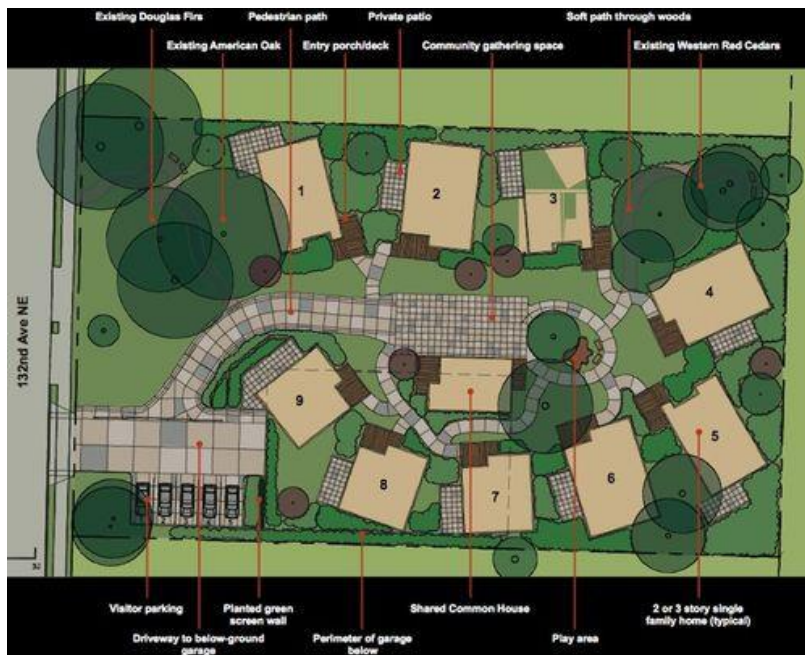 Existing Douglas Firs
Pedestrian path
Private patio
Soft path through woods
Existing American Oak
Entry porch/deck
Community gathering space
Existing Western Red Cedars
1
2
3
4
5
6
7
8
9
132nd Ave NE
32
Visitor parking
Planted green
screen wall
Shared Common House
2 or 3 story single
family home (typical)
Driveway to below-ground
garage
Perimeter of garage
below
Play area